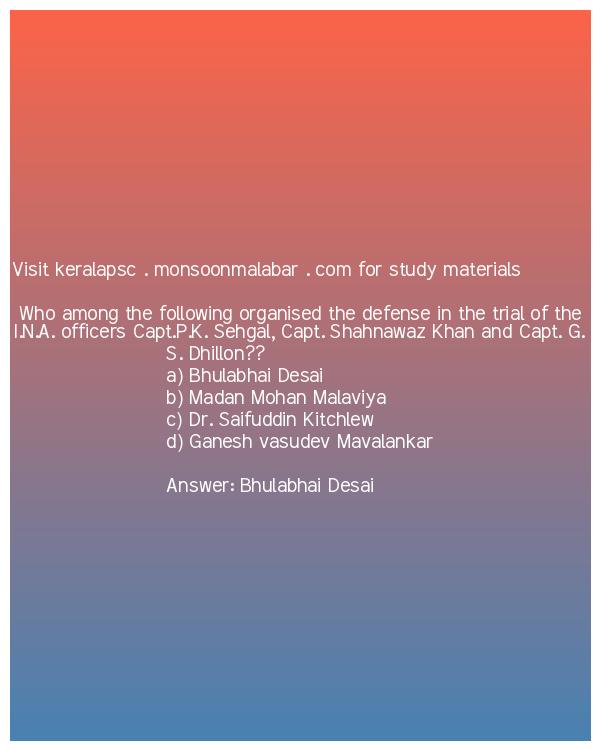 Visit keralapsc . monsoonmalabar . com for study materials
Who among the following organised the defense in the trial of the
I.N.A. officers Capt.P.K. Sehgal, Capt. Shahnawaz Khan and Capt. G.
S. Dhillon??
a) Bhulabhai Desai
b) Madan Mohan Malaviya
c) Dr. Saifuddin Kitchlew
d) Ganesh vasudev Mavalankar
Answer: Bhulabhai Desai